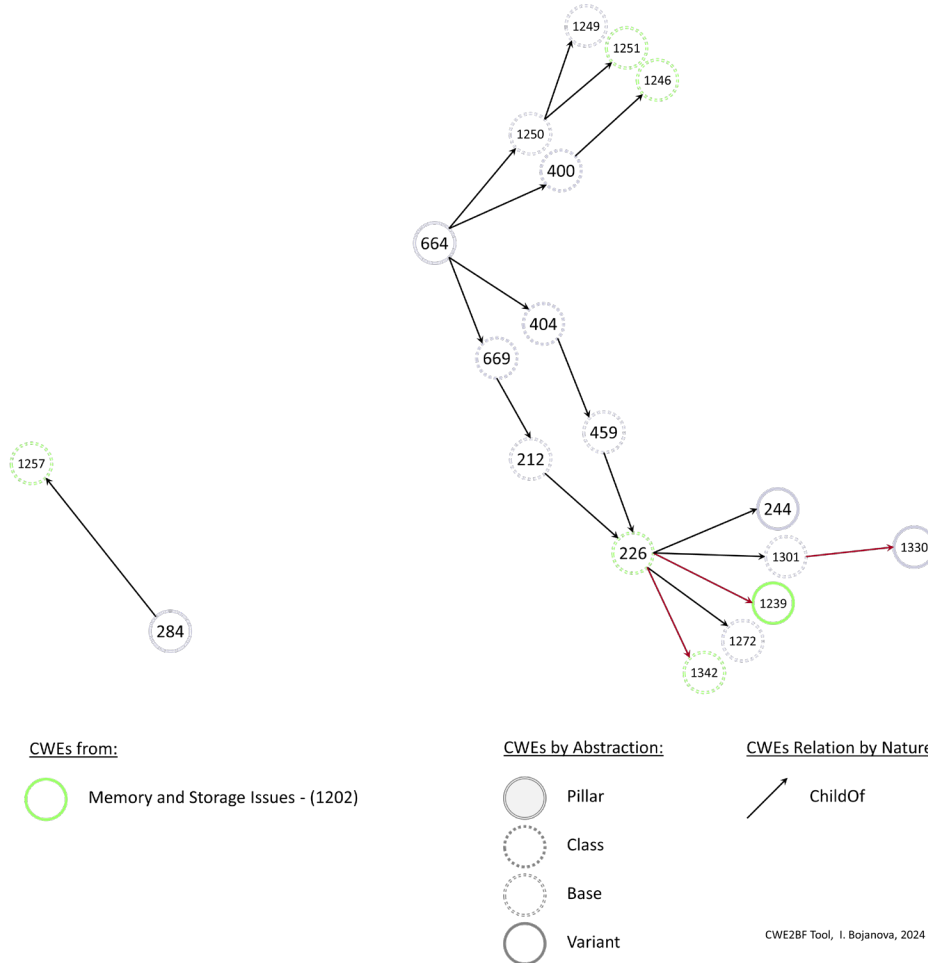 1249
1251
1246
1250
400
664
404
669
459
212
1257
244
226
1301
1330
1239
284
1272
1342
CWEs from:
CWEs by Abstraction:
CWEs Relation by Nature
Memory and Storage Issues - (1202)
Pillar
ChildOf
Class
Base
CWE2BF Tool, I. Bojanova, 2024
Variant